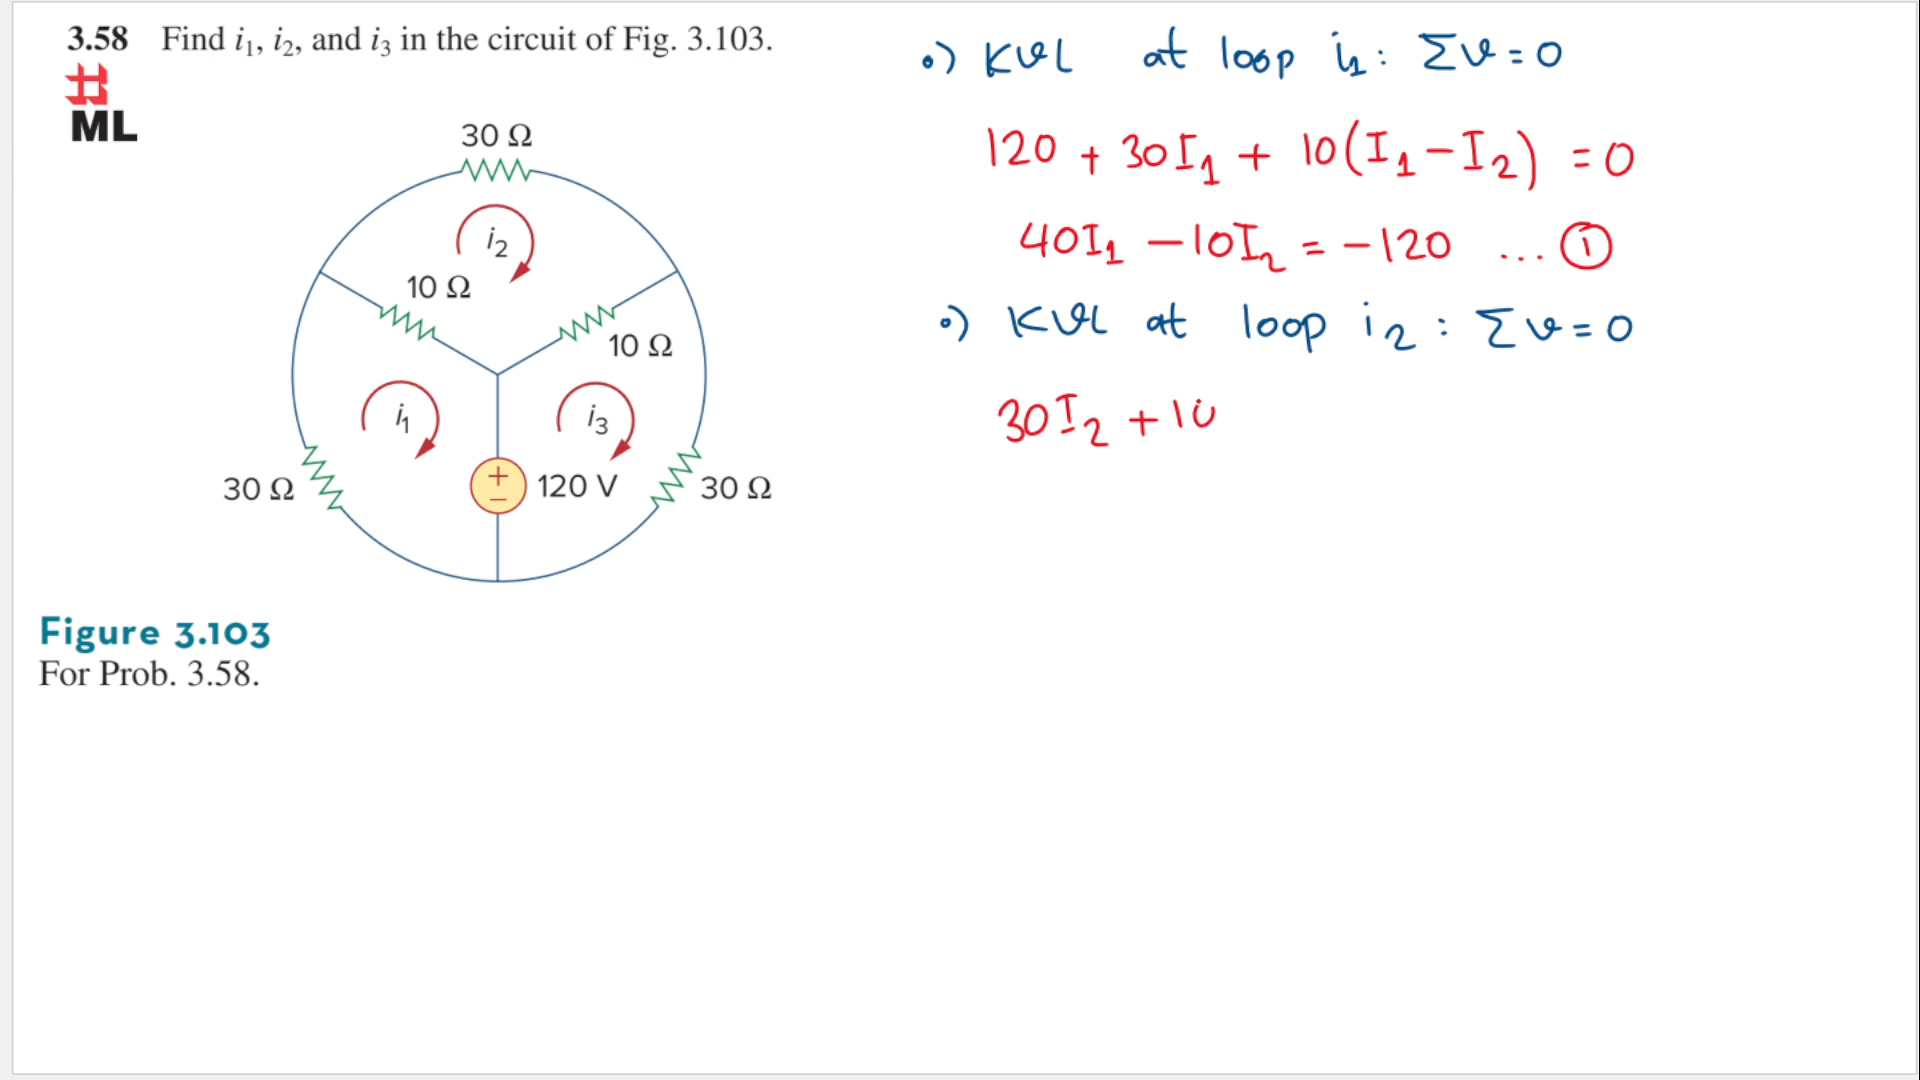 3.58 Find i₁, i₂, and i₃ in the circuit of Fig. 3.103.
ML
30 Ω
i₂
10 Ω
10 Ω
i₁
i₃
30 Ω
+
−
120 V
30 Ω
Figure 3.103
For Prob. 3.58.
•) KVL at loop i₁ : Σv = 0
120 + 30I₁ + 10(I₁ − I₂) = 0
40I₁ − 10I₂ = −120 ... ①
•) KVL at loop i₂ : Σv = 0
30I₂ + 10